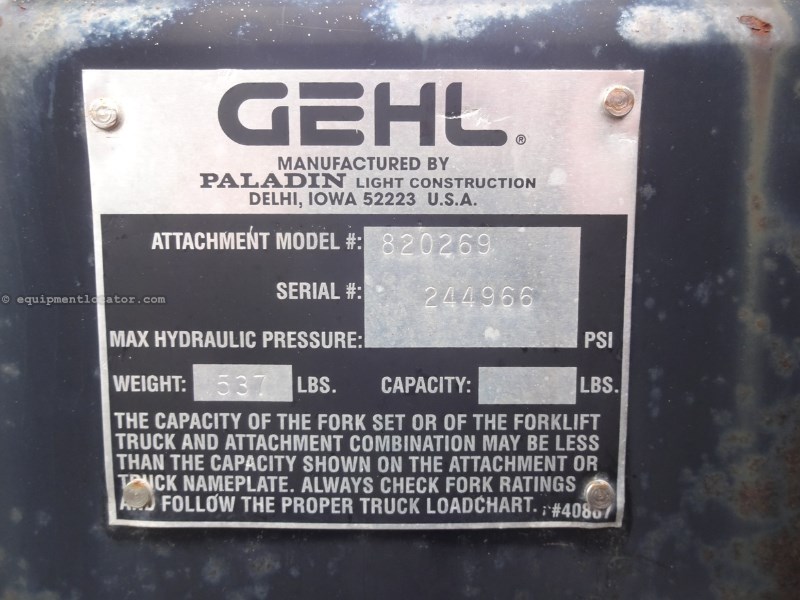 GEHL®
MANUFACTURED BY
PALADIN LIGHT CONSTRUCTION
DELHI, IOWA 52223 U.S.A.
ATTACHMENT MODEL #: 820269
SERIAL #: 244966
MAX HYDRAULIC PRESSURE: PSI
WEIGHT: 537 LBS. CAPACITY: LBS.
THE CAPACITY OF THE FORK SET OR OF THE FORKLIFT
TRUCK AND ATTACHMENT COMBINATION MAY BE LESS
THAN THE CAPACITY SHOWN ON THE ATTACHMENT OR
TRUCK NAMEPLATE. ALWAYS CHECK FORK RATINGS
AND FOLLOW THE PROPER TRUCK LOADCHART. #40867
© equipmentlocator.com